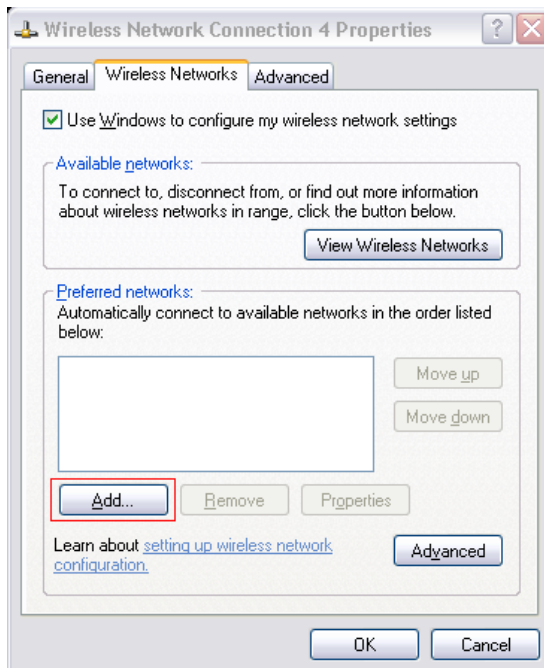 Wireless Network Connection 4 Properties
General Wireless Networks Advanced
Use Windows to configure my wireless network settings
Available networks:
To connect to, disconnect from, or find out more information
about wireless networks in range, click the button below.
View Wireless Networks
Preferred networks:
Automatically connect to available networks in the order listed
below:
Move up
Move down
Add... Remove Properties
Learn about setting up wireless network
configuration.
Advanced
OK Cancel